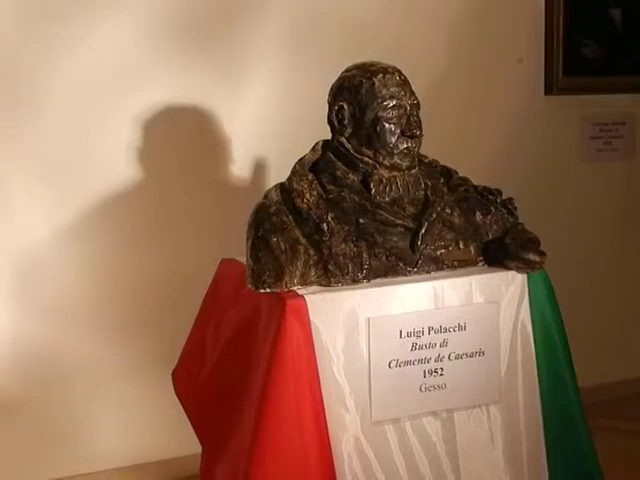 Luigi Polacchi
Busto di
Clemente de Caesaris
1952
Gesso